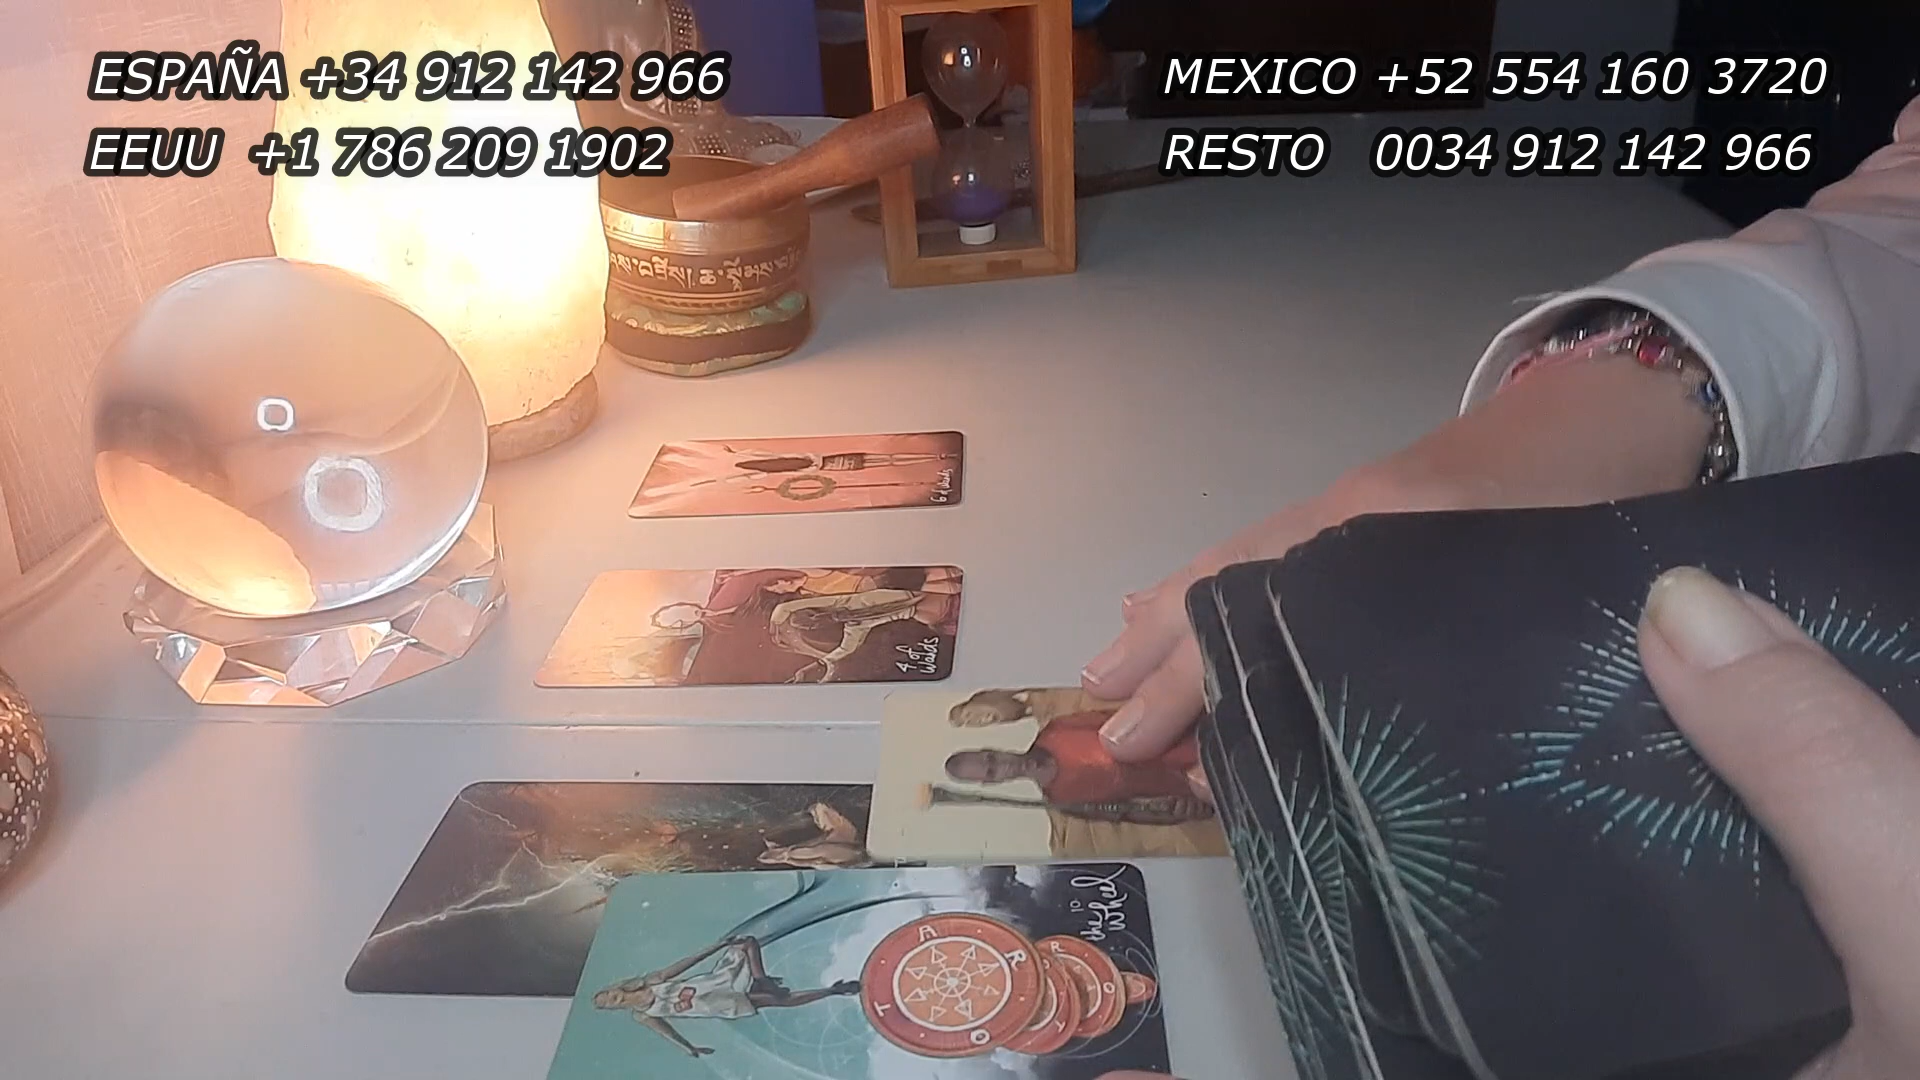 ESPAÑA +34 912 142 966
EEUU +1 786 209 1902
MEXICO +52 554 160 3720
RESTO 0034 912 142 966
6 of Wands
4 of
Wands
10
the
Wheel
T A R O
R O